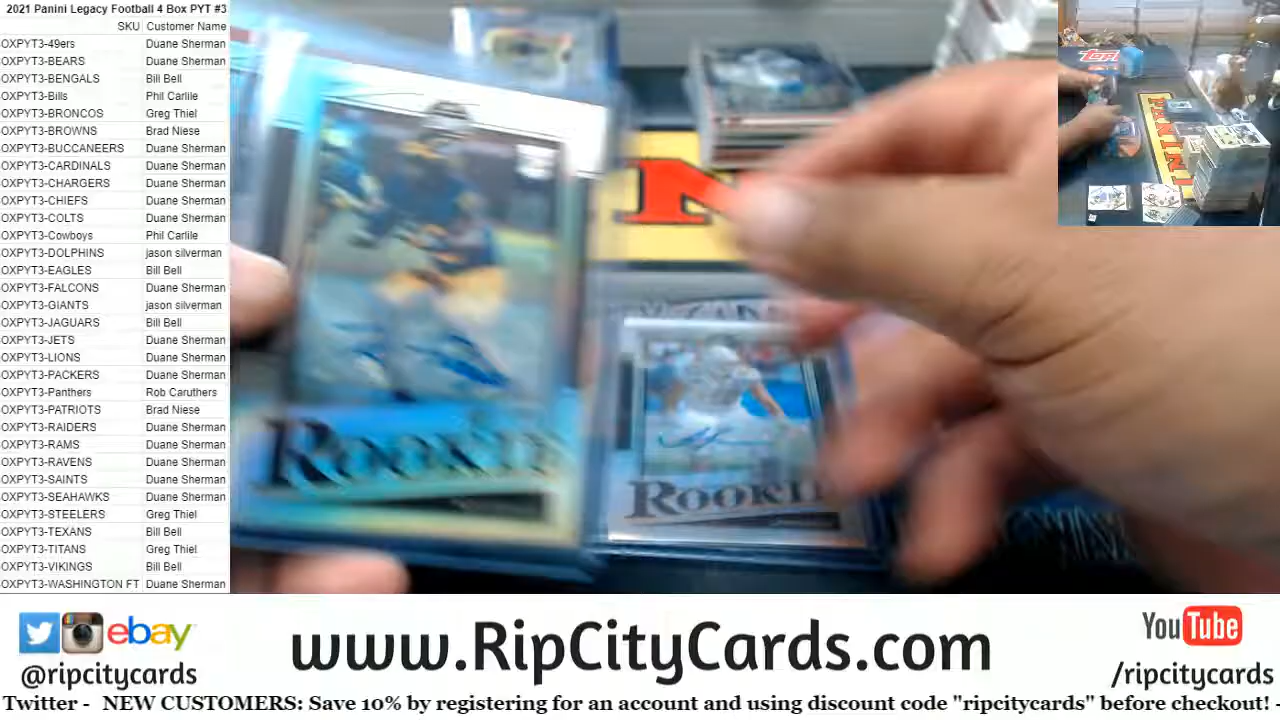 2021 Panini Legacy Football 4 Box PYT #3
SKU Customer Name
OXPYT3-49ers Duane Sherman
OXPYT3-BEARS Duane Sherman
OXPYT3-BENGALS Bill Bell
OXPYT3-Bills Phil Carlile
OXPYT3-BRONCOS Greg Thiel
OXPYT3-BROWNS Brad Niese
OXPYT3-BUCCANEERS Duane Sherman
OXPYT3-CARDINALS Duane Sherman
OXPYT3-CHARGERS Duane Sherman
OXPYT3-CHIEFS Duane Sherman
OXPYT3-COLTS Duane Sherman
OXPYT3-Cowboys Phil Carlile
OXPYT3-DOLPHINS jason silverman
OXPYT3-EAGLES Bill Bell
OXPYT3-FALCONS Duane Sherman
OXPYT3-GIANTS jason silverman
OXPYT3-JAGUARS Bill Bell
OXPYT3-JETS Duane Sherman
OXPYT3-LIONS Duane Sherman
OXPYT3-PACKERS Duane Sherman
OXPYT3-Panthers Rob Caruthers
OXPYT3-PATRIOTS Brad Niese
OXPYT3-RAIDERS Duane Sherman
OXPYT3-RAMS Duane Sherman
OXPYT3-RAVENS Duane Sherman
OXPYT3-SAINTS Duane Sherman
OXPYT3-SEAHAWKS Duane Sherman
OXPYT3-STEELERS Greg Thiel
OXPYT3-TEXANS Bill Bell
OXPYT3-TITANS Greg Thiel
OXPYT3-VIKINGS Bill Bell
OXPYT3-WASHINGTON FT Duane Sherman
Topps
PANINI
N
Rookie
Rookie
ebay
@ripcitycards
www.RipCityCards.com
YouTube
/ripcitycards
Twitter - NEW CUSTOMERS: Save 10% by registering for an account and using discount code "ripcitycards" before checkout! -